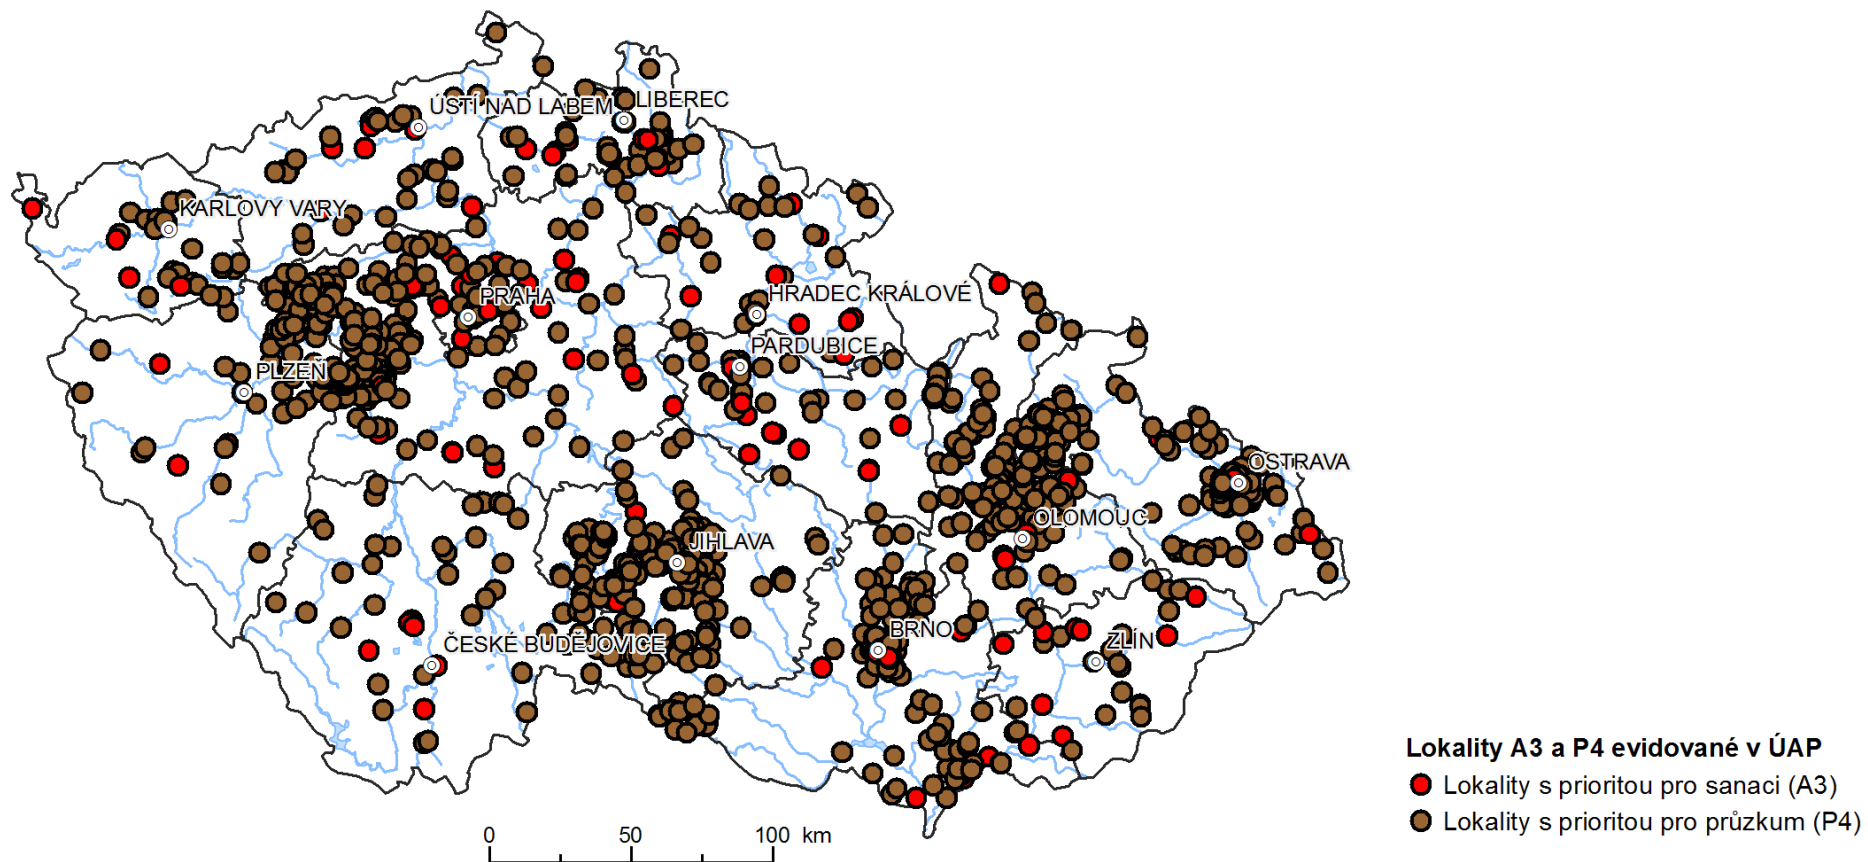 ÚSTÍ NAD LABEM
LIBEREC
KARLOVY VARY
PRAHA
HRADEC KRÁLOVÉ
PARDUBICE
PLZEŇ
OSTRAVA
OLOMOUC
JIHLAVA
BRNO
ZLÍN
ČESKÉ BUDĚJOVICE
Lokality A3 a P4 evidované v ÚAP
Lokality s prioritou pro sanaci (A3)
Lokality s prioritou pro průzkum (P4)
0 50 100 km